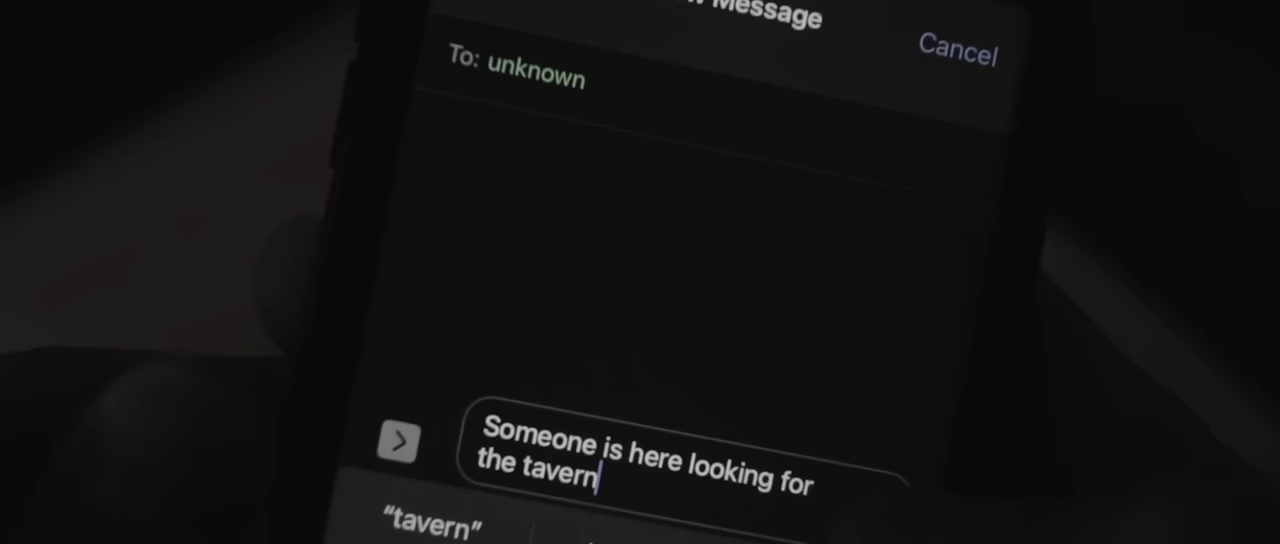 Message
Cancel
To: unknown
Someone is here looking for
the tavern
"tavern"